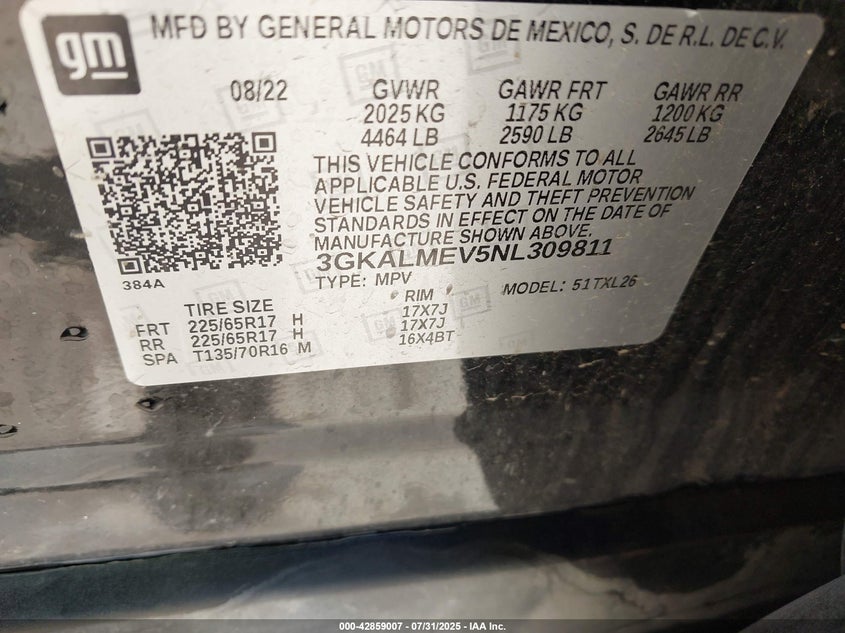 gm
MFD BY GENERAL MOTORS DE MEXICO, S. DE R.L. DE C.V.
08/22 GVWR GAWR FRT GAWR RR
2025 KG 1175 KG 1200 KG
4464 LB 2590 LB 2645 LB
THIS VEHICLE CONFORMS TO ALL
APPLICABLE U.S. FEDERAL MOTOR
VEHICLE SAFETY AND THEFT PREVENTION
STANDARDS IN EFFECT ON THE DATE OF
MANUFACTURE SHOWN ABOVE.
3GKALMEV5NL309811
384A
TYPE: MPV MODEL: 51TXL26
TIRE SIZE RIM
FRT 225/65R17 H 17X7J
RR 225/65R17 H 17X7J
SPA T135/70R16 M 16X4BT
000-42859007 - 07/31/2025 - IAA Inc.